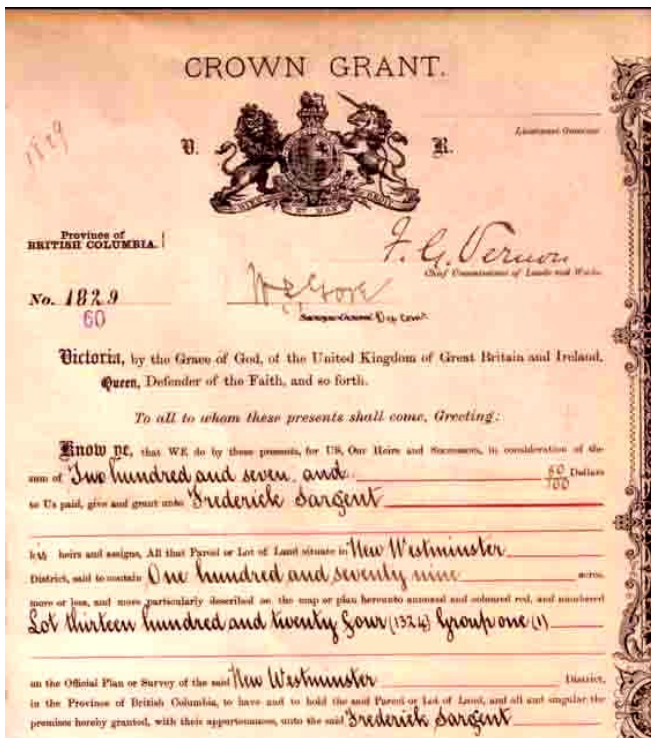 CROWN GRANT.
1829
V. R.
Lieutenant Governor
Province of
BRITISH COLUMBIA.
F. G. Vernon
Chief Commissioner of Lands and Works.
No. 1829
60
W S Gore
Surveyor General
Victoria, by the Grace of God, of the United Kingdom of Great Britain and Ireland,
Queen, Defender of the Faith, and so forth.
To all to whom these presents shall come, Greeting:
Know ye, that WE do by these presents, for US, Our Heirs and Successors, in consideration of the
sum of Two hundred and seven and 60/100 Dollars
to Us paid, give and grant unto Frederick Sargent
his heirs and assigns, All that Parcel or Lot of Land situate in New Westminster
District, said to contain One hundred and seventy nine acres,
more or less, and more particularly described on the map or plan hereunto annexed and coloured red, and numbered
Lot thirteen hundred and twenty four (1324) Group one (1)
on the Official Plan or Survey of the said New Westminster District,
in the Province of British Columbia, to have and to hold the said Parcel or Lot of Land, and all and singular the
premises hereby granted, with their appurtenances, unto the said Frederick Sargent